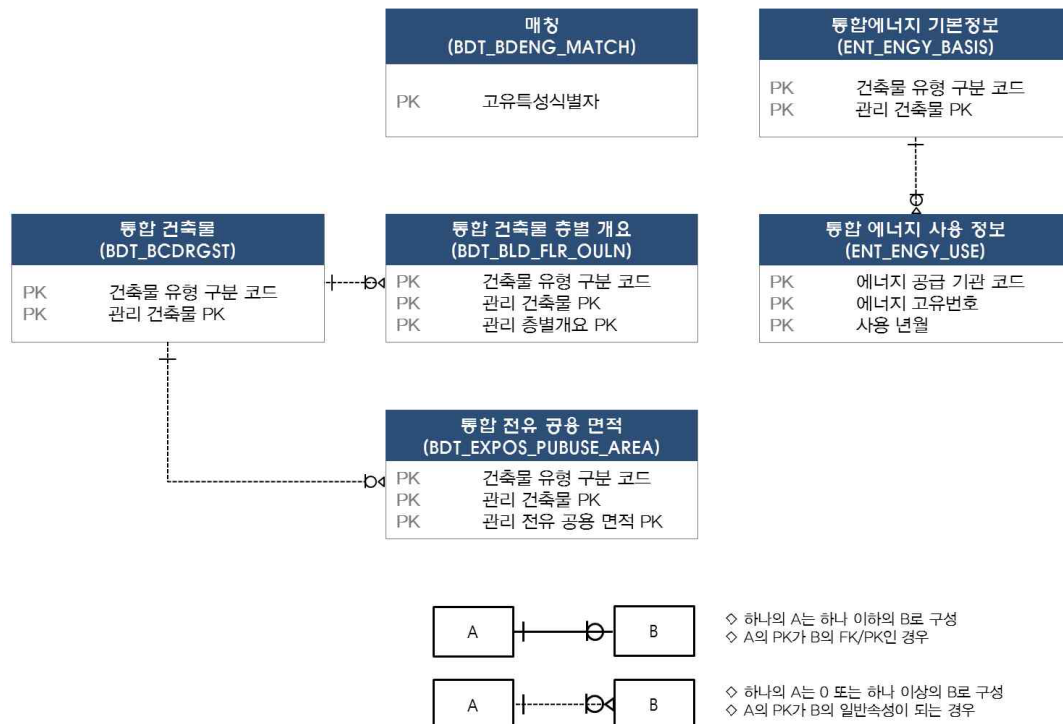 매칭
(BDT_BDENG_MATCH)
PK 고유특성식별자
통합에너지 기본정보
(ENT_ENGY_BASIS)
PK 건축물 유형 구분 코드
PK 관리 건축물 PK
통합 건축물
(BDT_BCDRGST)
PK 건축물 유형 구분 코드
PK 관리 건축물 PK
통합 건축물 층별 개요
(BDT_BLD_FLR_OULN)
PK 건축물 유형 구분 코드
PK 관리 건축물 PK
PK 관리 층별개요 PK
통합 에너지 사용 정보
(ENT_ENGY_USE)
PK 에너지 공급 기관 코드
PK 에너지 고유번호
PK 사용 년월
통합 전유 공용 면적
(BDT_EXPOS_PUBUSE_AREA)
PK 건축물 유형 구분 코드
PK 관리 건축물 PK
PK 관리 전유 공용 면적 PK
A B
◇ 하나의 A는 하나 이하의 B로 구성
◇ A의 PK가 B의 FK/PK인 경우
A B
◇ 하나의 A는 0 또는 하나 이상의 B로 구성
◇ A의 PK가 B의 일반속성이 되는 경우